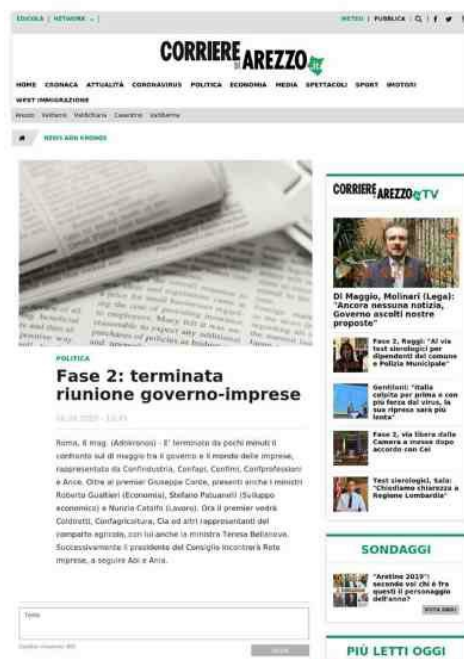 EDICOLA | NETWORK
METEO | PUBBLICA
CORRIERE DI AREZZO.it
HOME CRONACA ATTUALITÀ CORONAVIRUS POLITICA ECONOMIA MEDIA SPETTACOLI SPORT MOTORI
WEST IMMIGRAZIONE
Arezzo Valdarno Valdichiana Casentino Valtiberina
NEWS ADN KRONOS
POLITICA
Fase 2: terminata
riunione governo-imprese
Roma, 6 mag. (Adnkronos) - E' terminato da pochi minuti il
confronto sul dl maggio tra il governo e il mondo delle imprese,
rappresentato da Confindustria, Confapi, Confimi, Confprofessioni
e Ance. Oltre al premier Giuseppe Conte, presenti anche i ministri
Roberto Gualtieri (Economia), Stefano Patuanelli (Sviluppo
economico) e Nunzia Catalfo (Lavoro). Ora il premier vedrà
Coldiretti, Confagricoltura, Cia ed altri rappresentanti del
comparto agricolo, con lui anche la ministra Teresa Bellanova.
Successivamente il presidente del Consiglio incontrerà Rete
imprese, a seguire Abi e Ania.
CORRIERE DI AREZZO TV
Dl Maggio, Molinari (Lega):
"Ancora nessuna notizia,
Governo ascolti nostre
proposte"
Fase 2, Raggi: "Al via
test sierologici per
dipendenti del comune
e Polizia Municipale"
Gentiloni: "Italia
colpita per prima e con
più forza dal virus, la
sua ripresa sarà più
lenta"
Fase 2, via libera dalla
Camera a messe dopo
accordo con Cei
Test sierologici, Sala:
"Chiediamo chiarezza a
Regione Lombardia"
SONDAGGI
"Aretino 2019":
secondo voi chi è fra
questi il personaggio
dell'anno?
VOTA ORA!
PIÙ LETTI OGGI